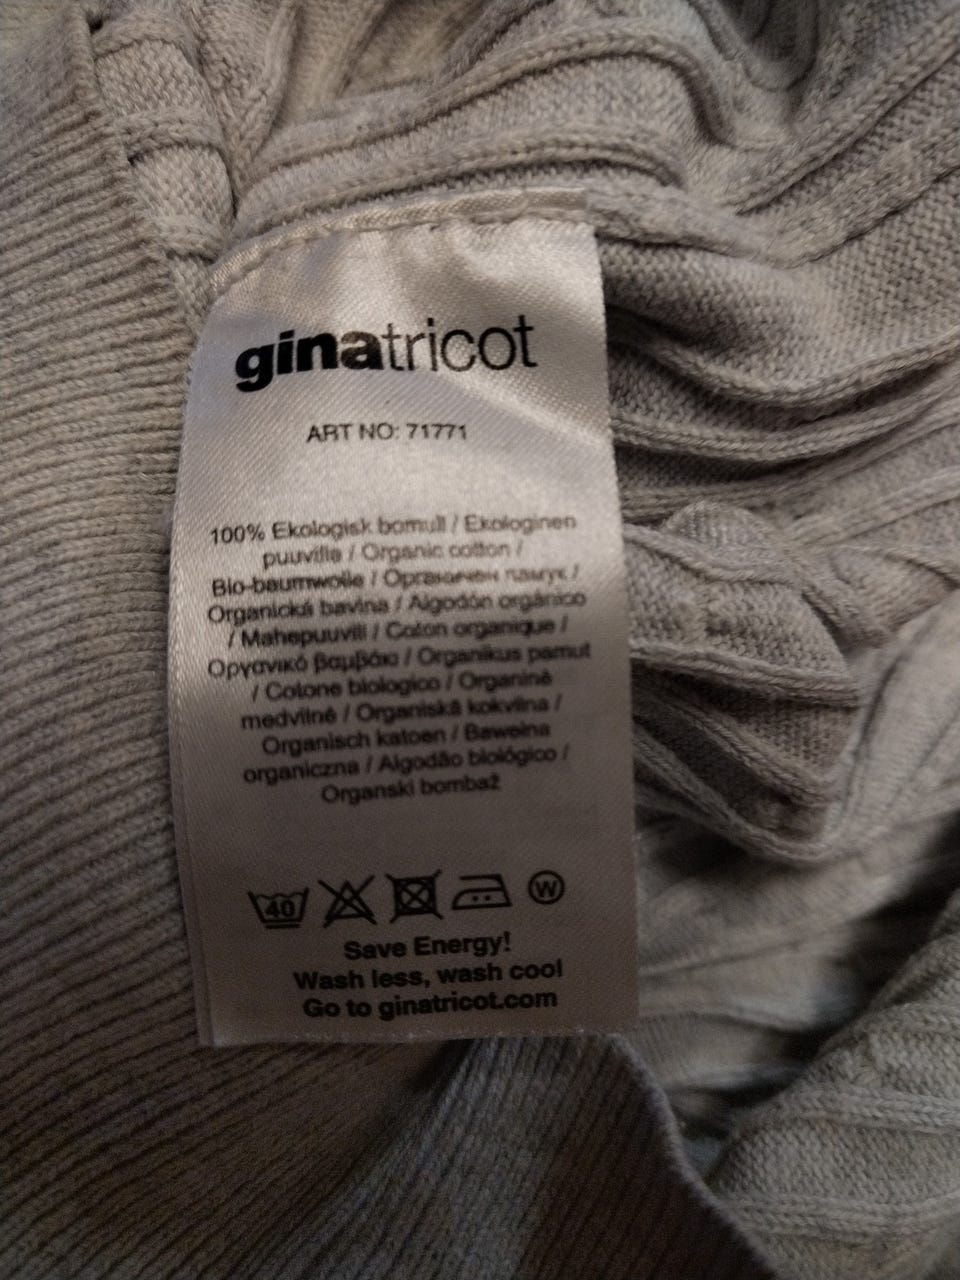 ginatricot
ART NO: 71771
100% Ekologisk bomull / Ekologinen
puuvilla / Organic cotton /
Bio-baumwolle / Органичен памук /
Organická bavlna / Algodón orgánico
/ Mahepuuvill / Coton organique /
Οργανικό βαμβάκι / Organikus pamut
/ Cotone biologico / Organinė
medvilnė / Organiskā kokvilna /
Organisch katoen / Bawełna
organiczna / Algodão biológico /
Organski bombaž
40 W
Save Energy!
Wash less, wash cool
Go to ginatricot.com